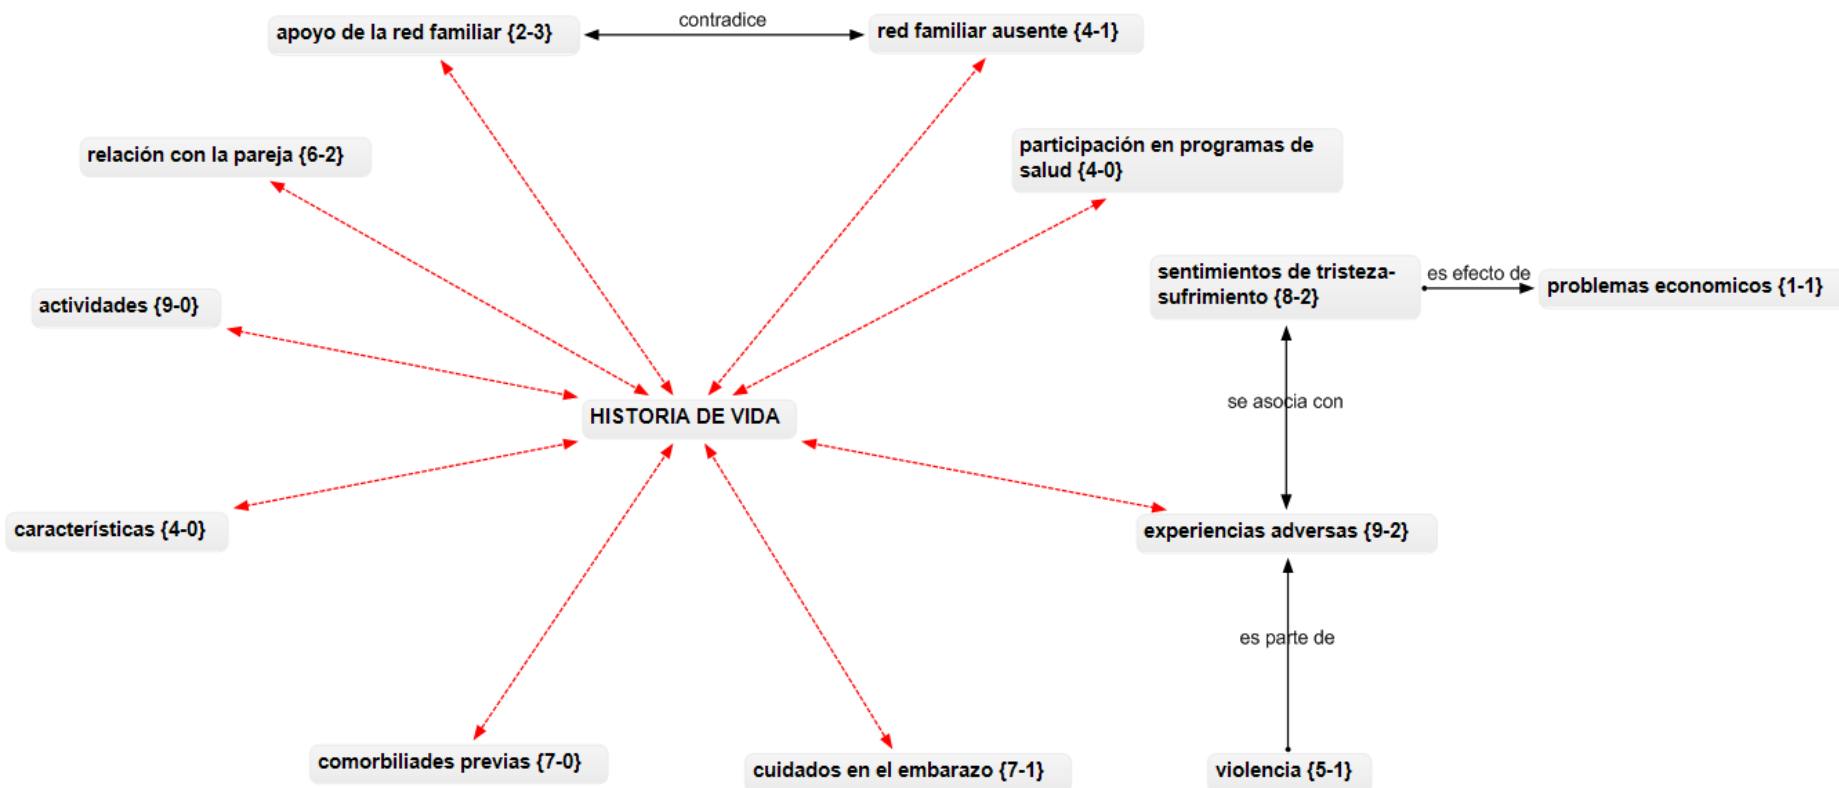 contradice
apoyo de la red familiar {2-3}
red familiar ausente {4-1}
relación con la pareja {6-2}
participación en programas de
salud {4-0}
sentimientos de tristeza-
sufrimiento {8-2}
es efecto de
problemas economicos {1-1}
actividades {9-0}
se asocia con
HISTORIA DE VIDA
característicias {4-0}
experiencias adversas {9-2}
es parte de
comorbiliades previas {7-0}
cuidados en el embarazo {7-1}
violencia {5-1}